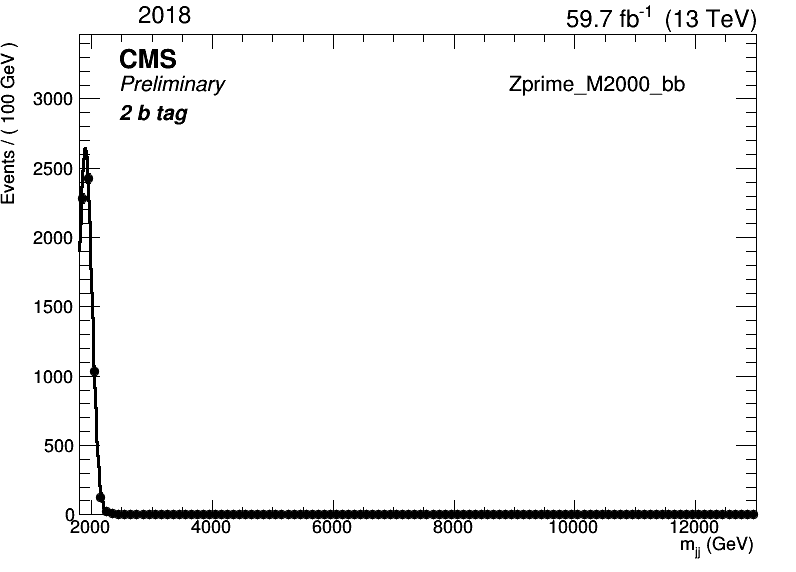 2018
59.7 fb-1 (13 TeV)
CMS
Preliminary
2 b tag
Zprime_M2000_bb
Events / ( 100 GeV )
3000
2500
2000
1500
1000
500
0
2000 4000 6000 8000 10000 12000
mjj (GeV)